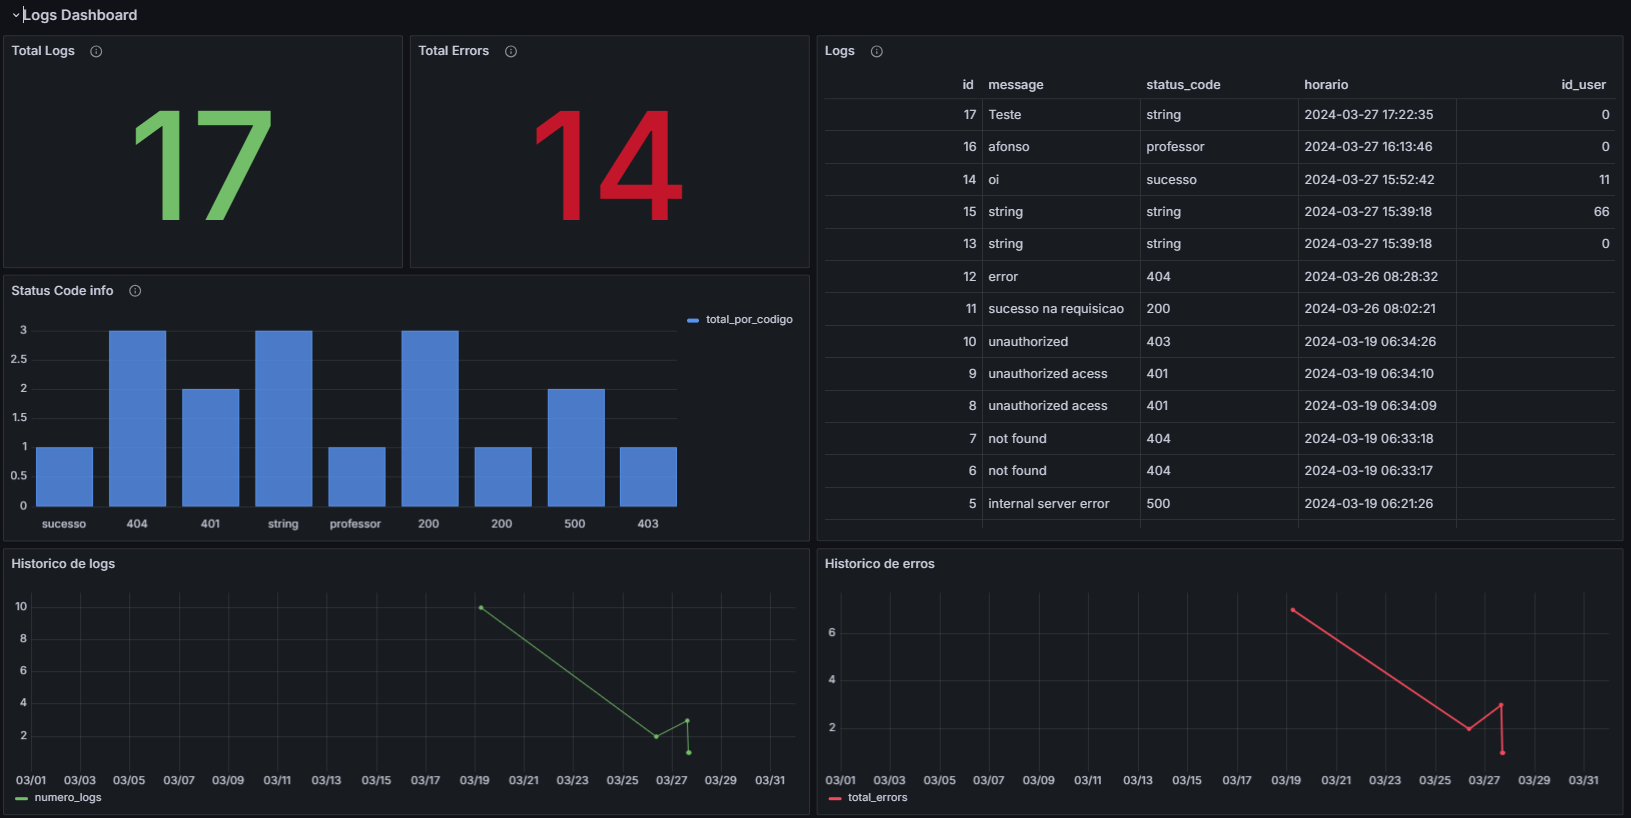 Logs Dashboard
Total Logs
17
Total Errors
14
Logs
id message status_code horario id_user
17 Teste string 2024-03-27 17:22:35 0
16 afonso professor 2024-03-27 16:13:46 0
14 oi sucesso 2024-03-27 15:52:42 11
15 string string 2024-03-27 15:39:18 66
13 string string 2024-03-27 15:39:18 0
12 error 404 2024-03-26 08:28:32
11 sucesso na requisicao 200 2024-03-26 08:02:21
10 unauthorized 403 2024-03-19 06:34:26
9 unauthorized acess 401 2024-03-19 06:34:10
8 unauthorized acess 401 2024-03-19 06:34:09
7 not found 404 2024-03-19 06:33:18
6 not found 404 2024-03-19 06:33:17
5 internal server error 500 2024-03-19 06:21:26
Status Code info
total_por_codigo
3
2.5
2
1.5
1
0.5
0
sucesso 404 401 string professor 200 200 500 403
Historico de logs
10
8
6
4
2
03/01 03/03 03/05 03/07 03/09 03/11 03/13 03/15 03/17 03/19 03/21 03/23 03/25 03/27 03/29 03/31
numero_logs
Historico de erros
6
4
2
03/01 03/03 03/05 03/07 03/09 03/11 03/13 03/15 03/17 03/19 03/21 03/23 03/25 03/27 03/29 03/31
total_errors